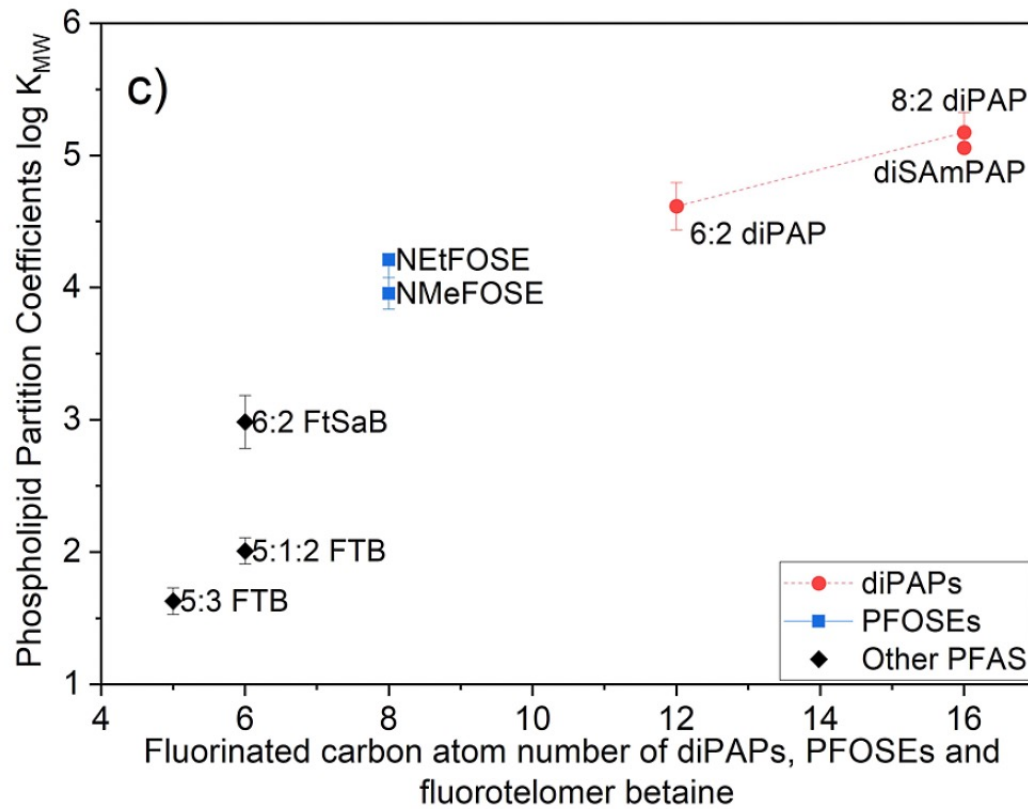 c)
Phospholipid Partition Coefficients log K_MW
6
5
4
3
2
1
8:2 diPAP
diSAmPAP
6:2 diPAP
NEtFOSE
NMeFOSE
6:2 FtSaB
5:1:2 FTB
5:3 FTB
diPAPs
PFOSEs
Other PFAS
4 6 8 10 12 14 16
Fluorinated carbon atom number of diPAPs, PFOSEs and
fluorotelomer betaine